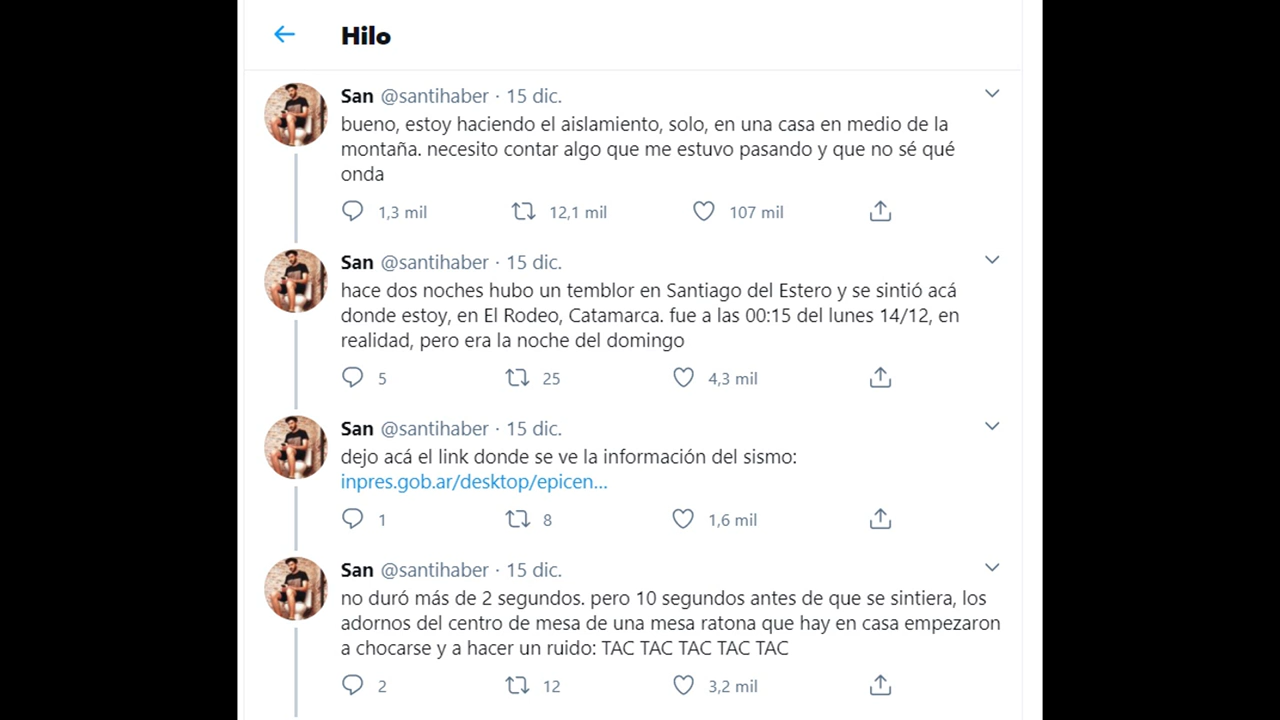 Hilo
San @santihaber · 15 dic.
bueno, estoy haciendo el aislamiento, solo, en una casa en medio de la
montaña. necesito contar algo que me estuvo pasando y que no sé qué
onda
1,3 mil 12,1 mil 107 mil
San @santihaber · 15 dic.
hace dos noches hubo un temblor en Santiago del Estero y se sintió acá
donde estoy, en El Rodeo, Catamarca. fue a las 00:15 del lunes 14/12, en
realidad, pero era la noche del domingo
5 25 4,3 mil
San @santihaber · 15 dic.
dejo acá el link donde se ve la información del sismo:
inpres.gob.ar/desktop/epicen...
1 8 1,6 mil
San @santihaber · 15 dic.
no duró más de 2 segundos. pero 10 segundos antes de que se sintiera, los
adornos del centro de mesa de una mesa ratona que hay en casa empezaron
a chocarse y a hacer un ruido: TAC TAC TAC TAC TAC
2 12 3,2 mil